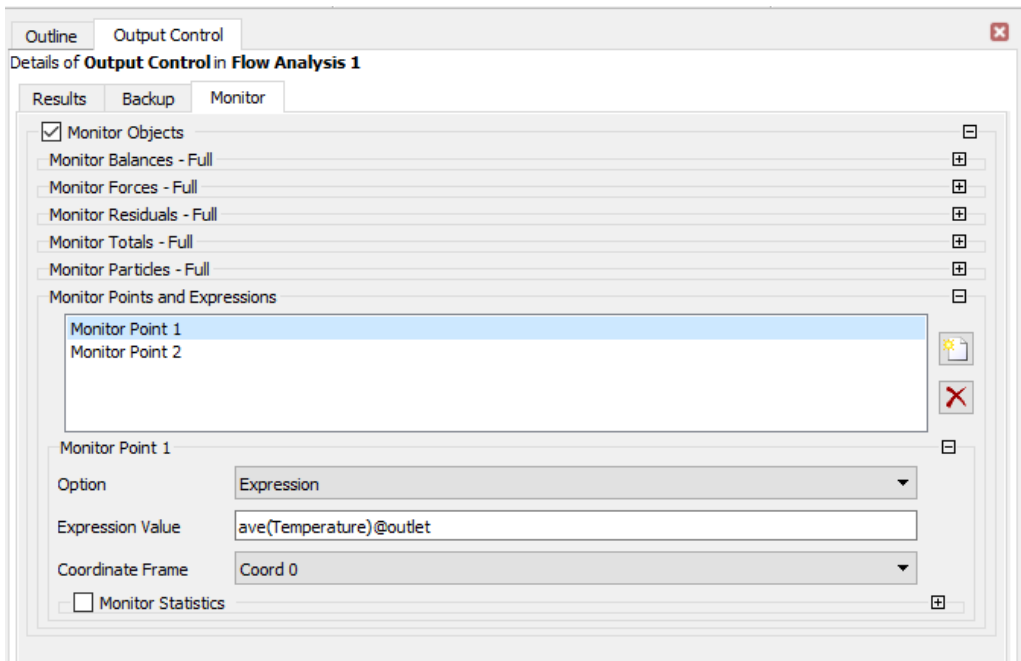 Outline Output Control
Details of Output Control in Flow Analysis 1
Results Backup Monitor
Monitor Objects
Monitor Balances - Full
Monitor Forces - Full
Monitor Residuals - Full
Monitor Totals - Full
Monitor Particles - Full
Monitor Points and Expressions
Monitor Point 1
Monitor Point 2
Monitor Point 1
Option Expression
Expression Value ave(Temperature)@outlet
Coordinate Frame Coord 0
Monitor Statistics